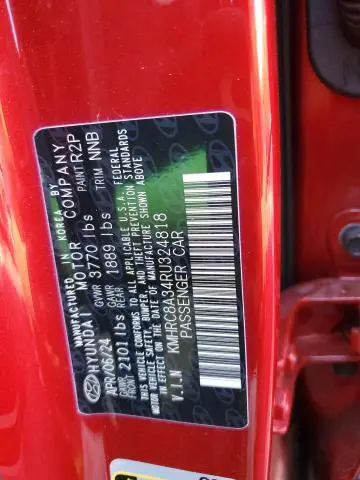 MANUFACTURED IN KOREA BY
HYUNDAI MOTOR COMPANY
APR/08/24 GVWR 3770 lbs PAINT R2P
GAWR FRONT 2101 lbs GAWR REAR 1889 lbs TRIM NNB
THIS VEHICLE CONFORMS TO ALL APPLICABLE U.S.A. FEDERAL
MOTOR VEHICLE SAFETY, BUMPER, AND THEFT PREVENTION STANDARDS
IN EFFECT ON THE DATE OF MANUFACTURE SHOWN ABOVE
V.I.N KMHRC8A34RU324818
PASSENGER CAR